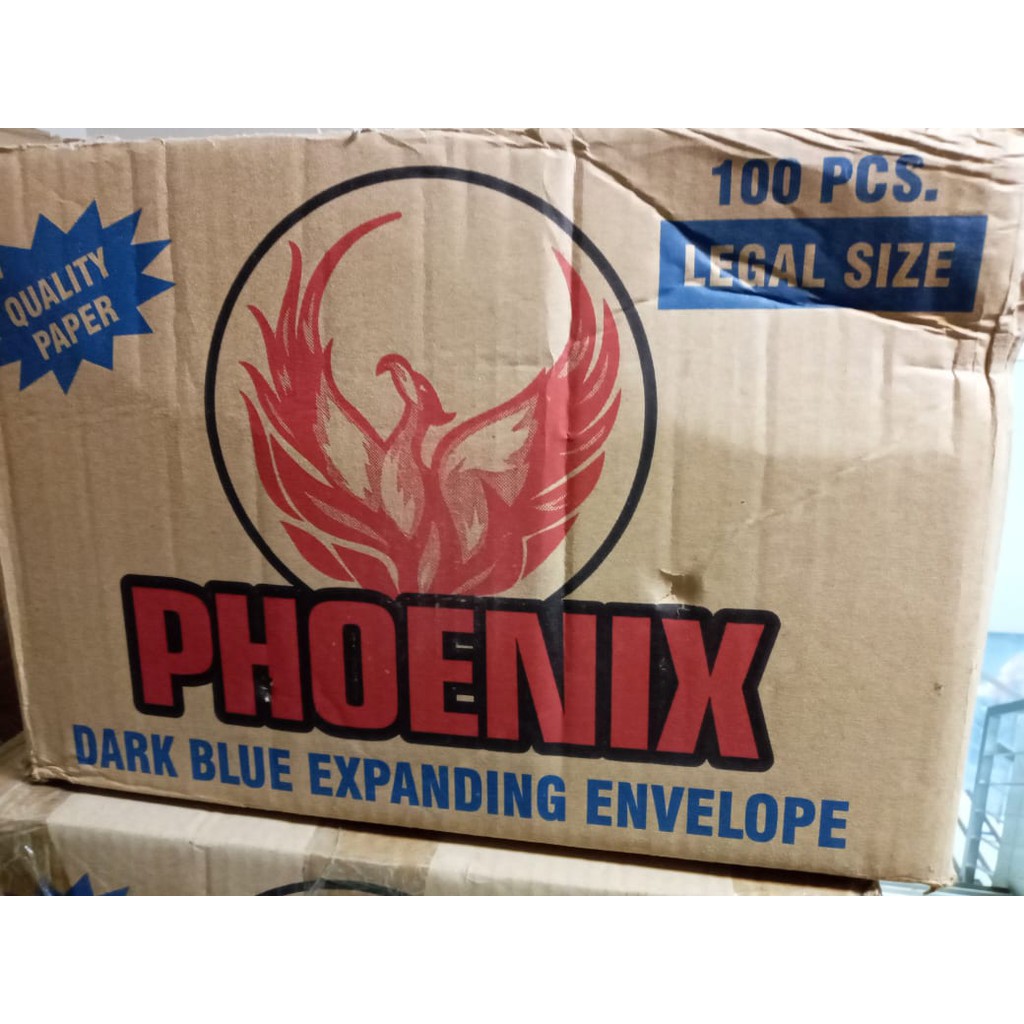 100 PCS.
LEGAL SIZE
QUALITY
PAPER
PHOENIX
DARK BLUE EXPANDING ENVELOPE